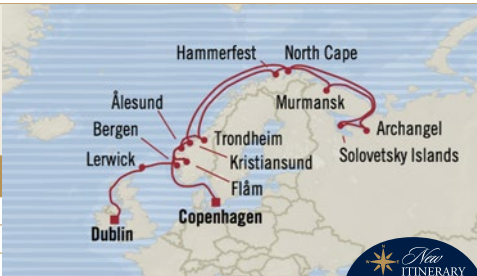 Hammerfest
North Cape
Murmansk
Ålesund
Archangel
Bergen
Trondheim
Solovetsky Islands
Lerwick
Kristiansund
Flåm
Copenhagen
Dublin
New
ITINERARY